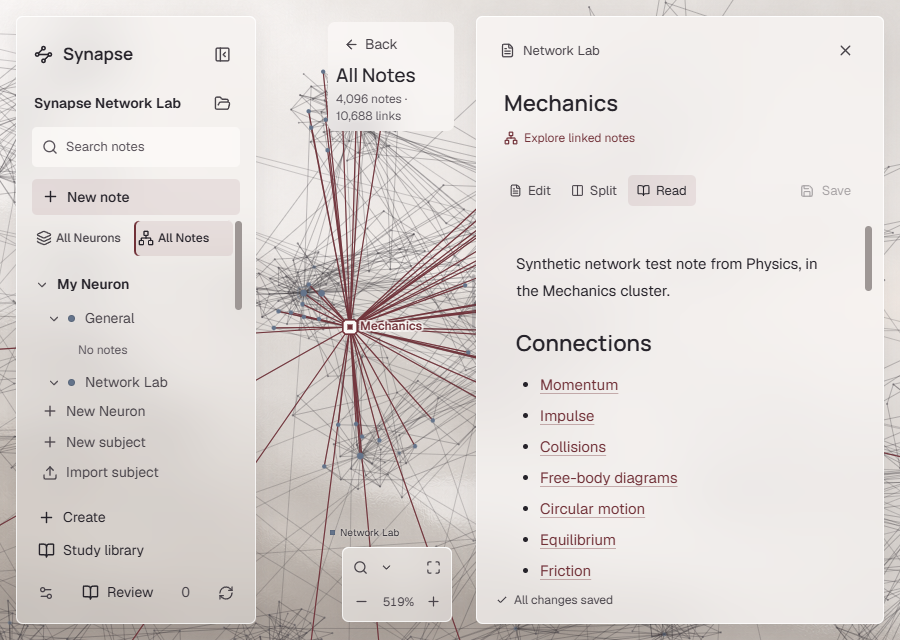 Synapse
Synapse Network Lab
Search notes
New note
All Neurons
All Notes
My Neuron
General
No notes
Network Lab
New Neuron
New subject
Import subject
Create
Study library
Review
0
Back
All Notes
4,096 notes ·
10,688 links
Mechanics
Network Lab
519%
Network Lab
Mechanics
Explore linked notes
Edit
Split
Read
Save
Synthetic network test note from Physics, in
the Mechanics cluster.
Connections
Momentum
Impulse
Collisions
Free-body diagrams
Circular motion
Equilibrium
Friction
All changes saved